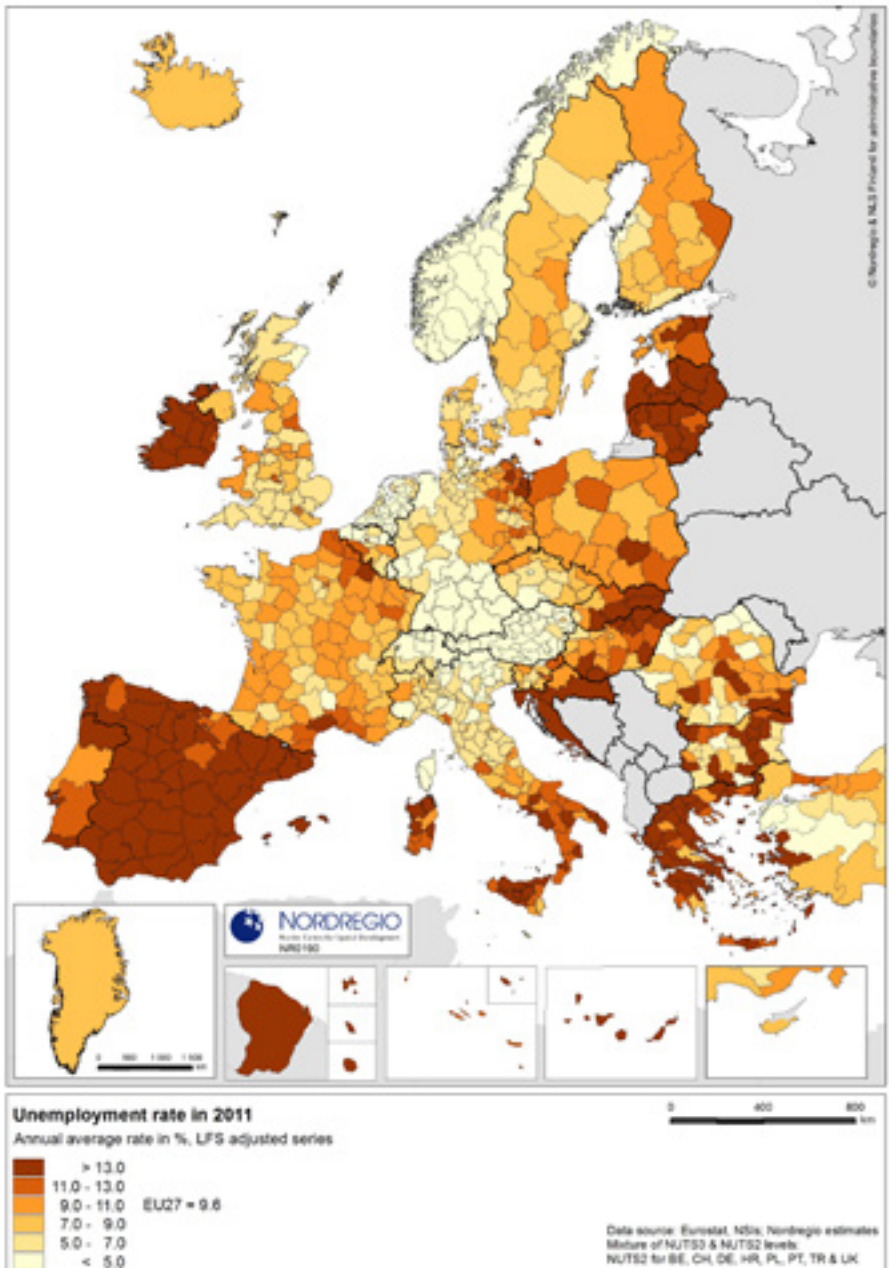 © Nordregio & NLS Finland for administrative boundaries
NORDREGIO
Nordic Centre for Spatial Development
NR0190
0 500 1 000 1 500
km
Unemployment rate in 2011
Annual average rate in %, LFS adjusted series
> 13.0
11.0 - 13.0
9.0 - 11.0 EU27 = 9.6
7.0 - 9.0
5.0 - 7.0
< 5.0
0 400 800
km
Data source: Eurostat, NSIs; Nordregio estimates
Mixture of NUTS3 & NUTS2 levels:
NUTS2 for BE, CH, DE, HR, PL, PT, TR & UK